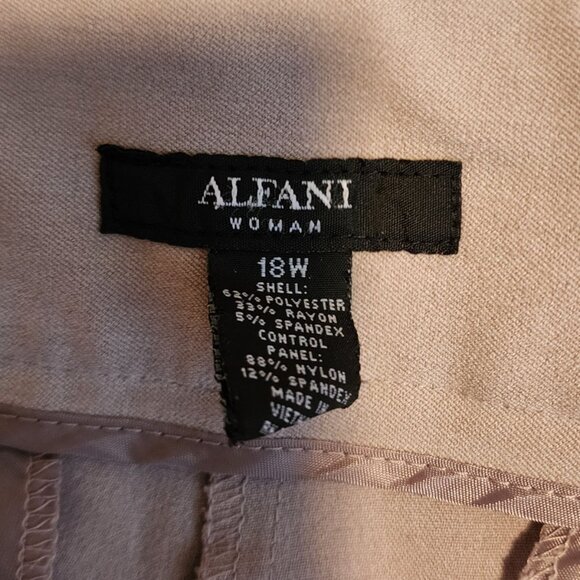 ALFANI
WOMAN
18W
SHELL:
62% POLYESTER
33% RAYON
5% SPANDEX
CONTROL
PANEL:
88% NYLON
12% SPANDEX
MADE IN